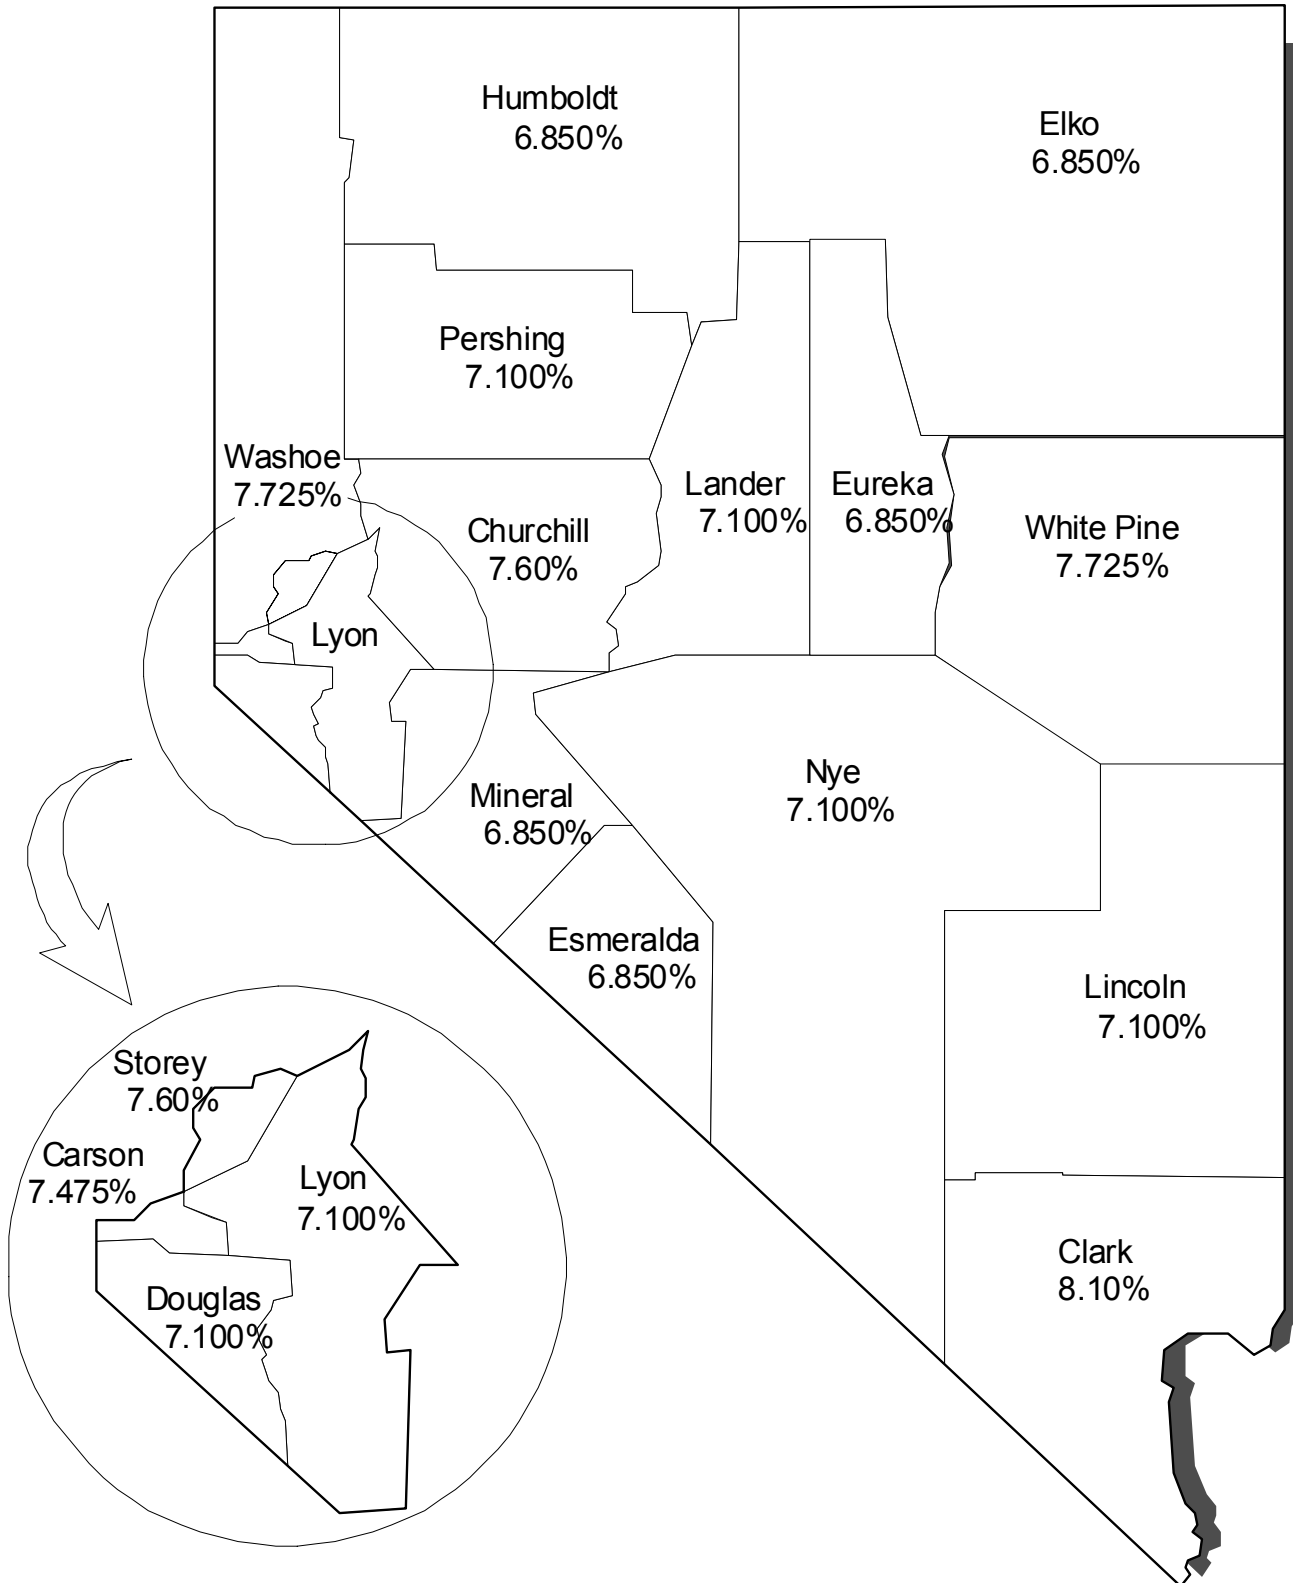 Humboldt
6.850%
Elko
6.850%
Pershing
7.100%
Washoe
7.725%
Lander
7.100%
Eureka
6.850%
Churchill
7.60%
White Pine
7.725%
Lyon
Nye
7.100%
Mineral
6.850%
Esmeralda
6.850%
Lincoln
7.100%
Storey
7.60%
Carson
7.475%
Lyon
7.100%
Douglas
7.100%
Clark
8.10%